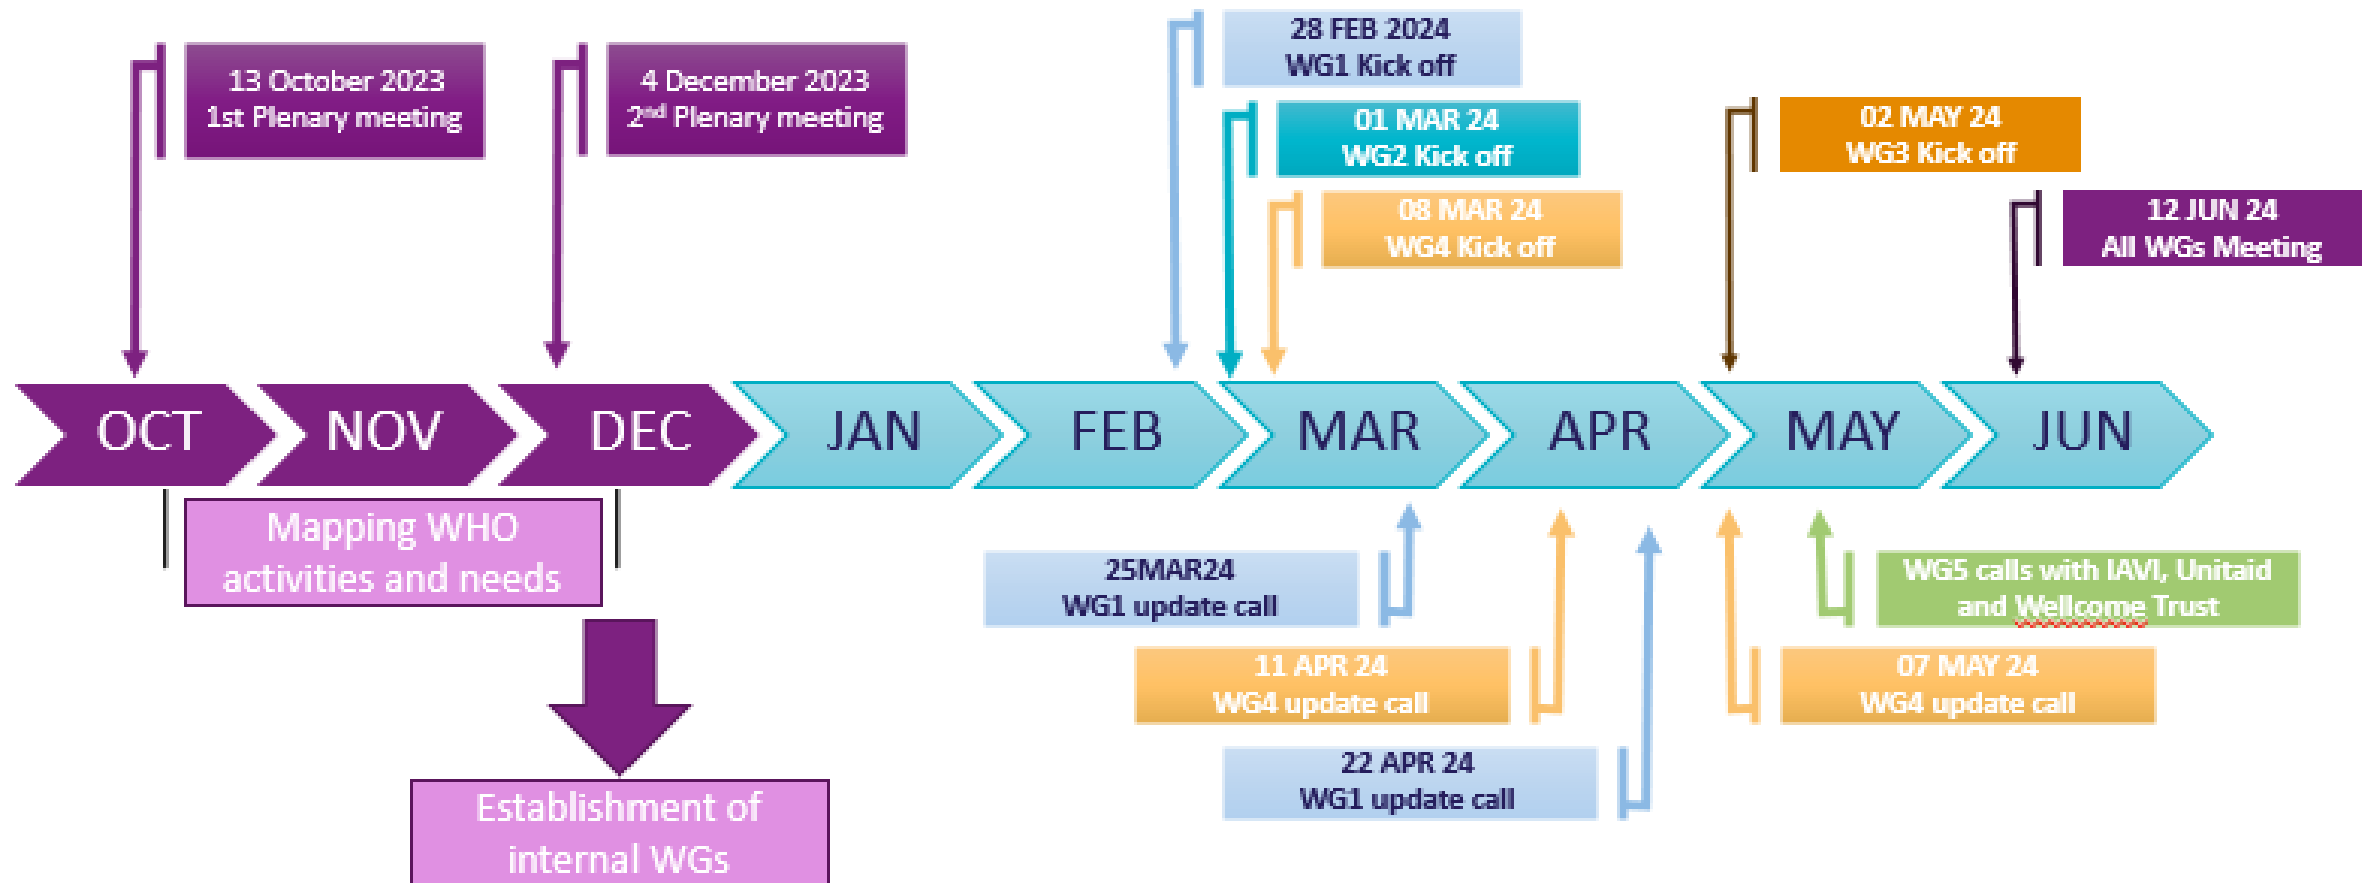 28 FEB 2024
WG1 Kick off
13 October 2023
1st Plenary meeting
4 December 2023
2nd Plenary meeting
01 MAR 24
WG2 Kick off
02 MAY 24
WG3 Kick off
08 MAR 24
WG4 Kick off
12 JUN 24
All WGs Meeting
OCT
NOV
DEC
JAN
FEB
MAR
APR
MAY
JUN
Mapping WHO
activities and needs
25MAR24
WG1 update call
WG5 calls with IAVI, Unitaid
and Wellcome Trust
11 APR 24
WG4 update call
07 MAY 24
WG4 update call
22 APR 24
WG1 update call
Establishment of
internal WGs